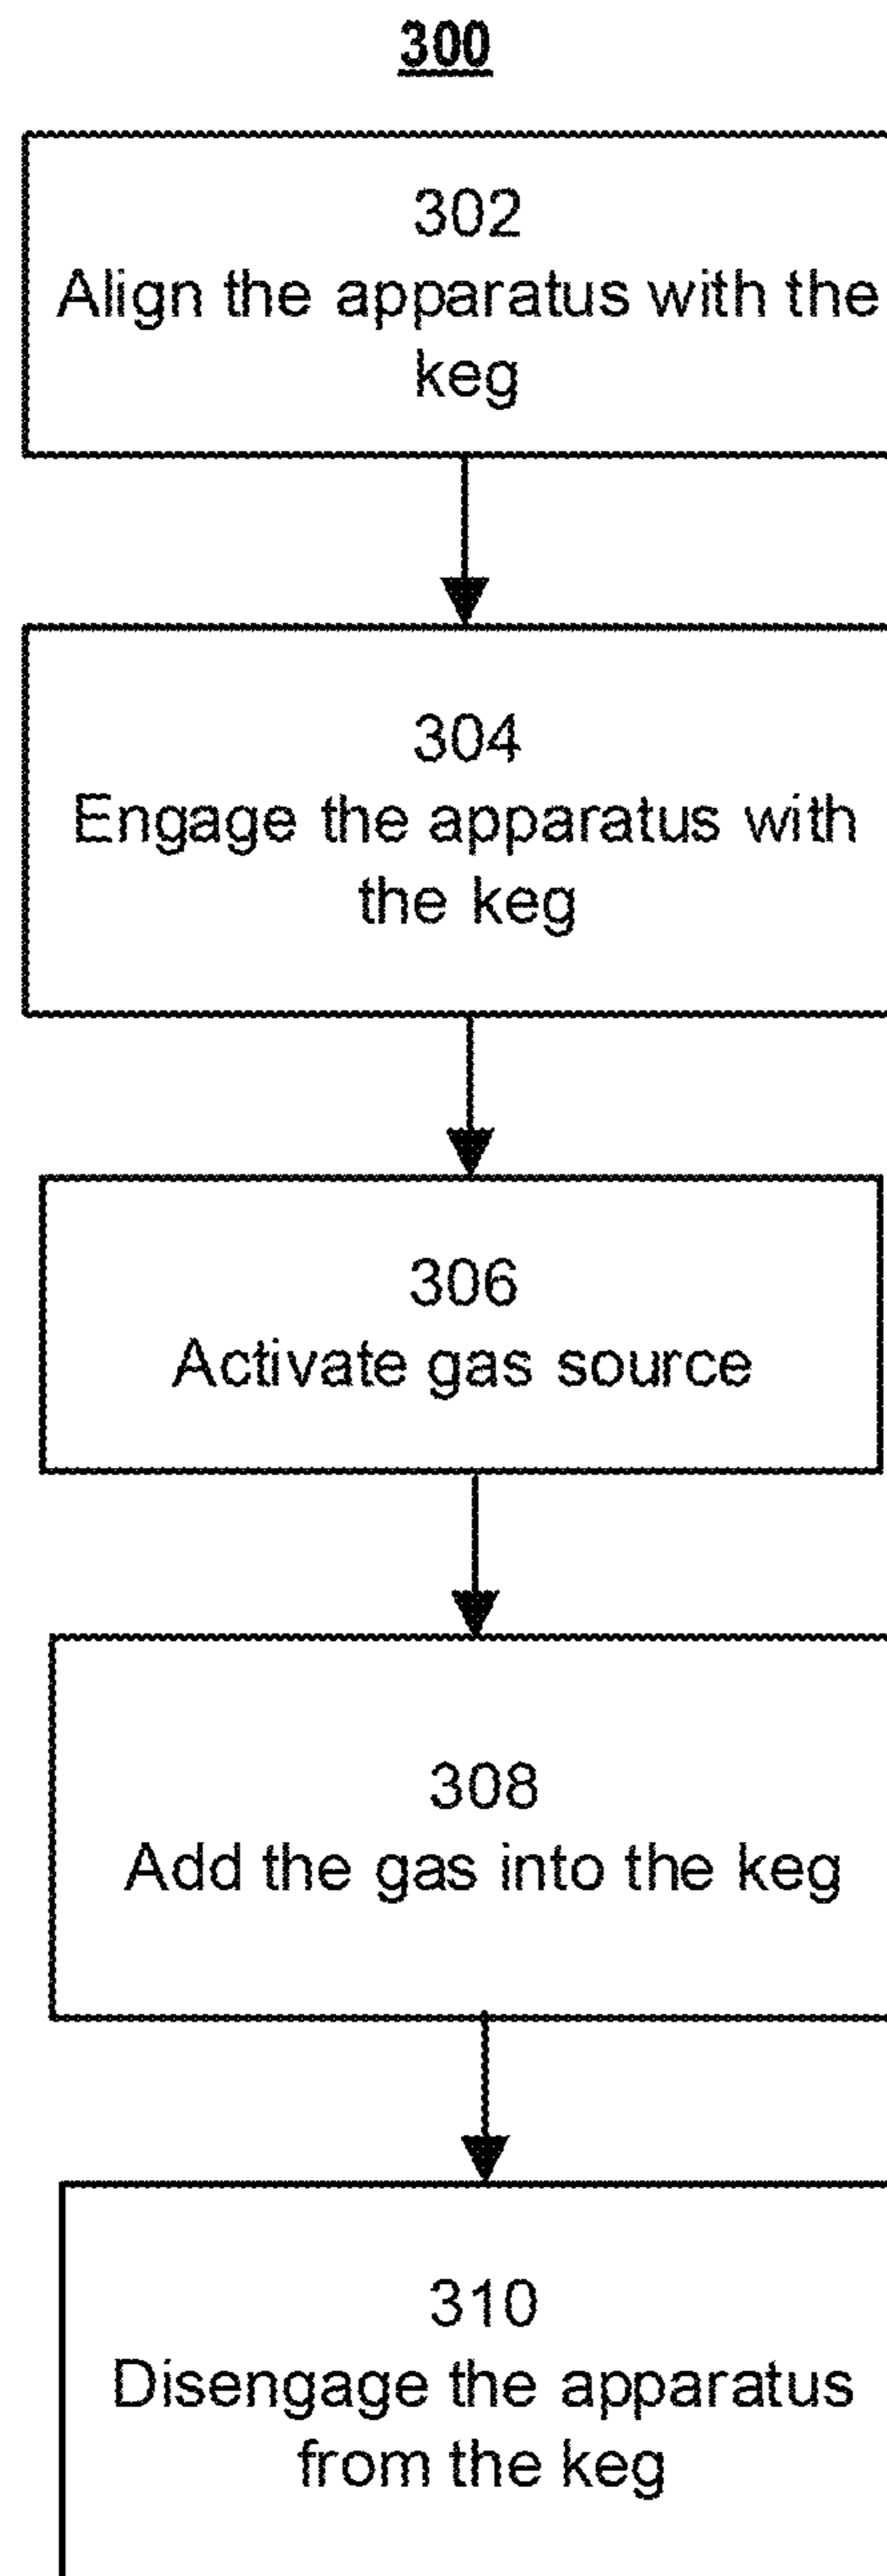 300
302
Align the apparatus with the
keg
304
Engage the apparatus with
the keg
306
Activate gas source
308
Add the gas into the keg
310
Disengage the apparatus
from the keg